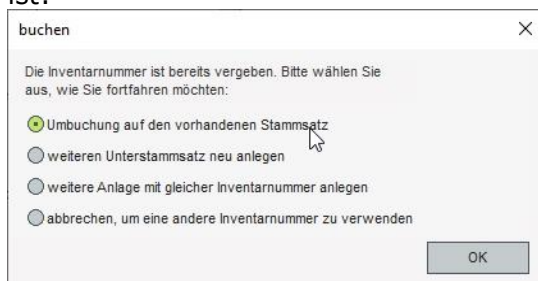 ist:
buchen
Die Inventarnummer ist bereits vergeben. Bitte wählen Sie
aus, wie Sie fortfahren möchten:
Umbuchung auf den vorhandenen Stammsatz
weiteren Unterstammsatz neu anlegen
weitere Anlage mit gleicher Inventarnummer anlegen
abbrechen, um eine andere Inventarnummer zu verwenden
OK